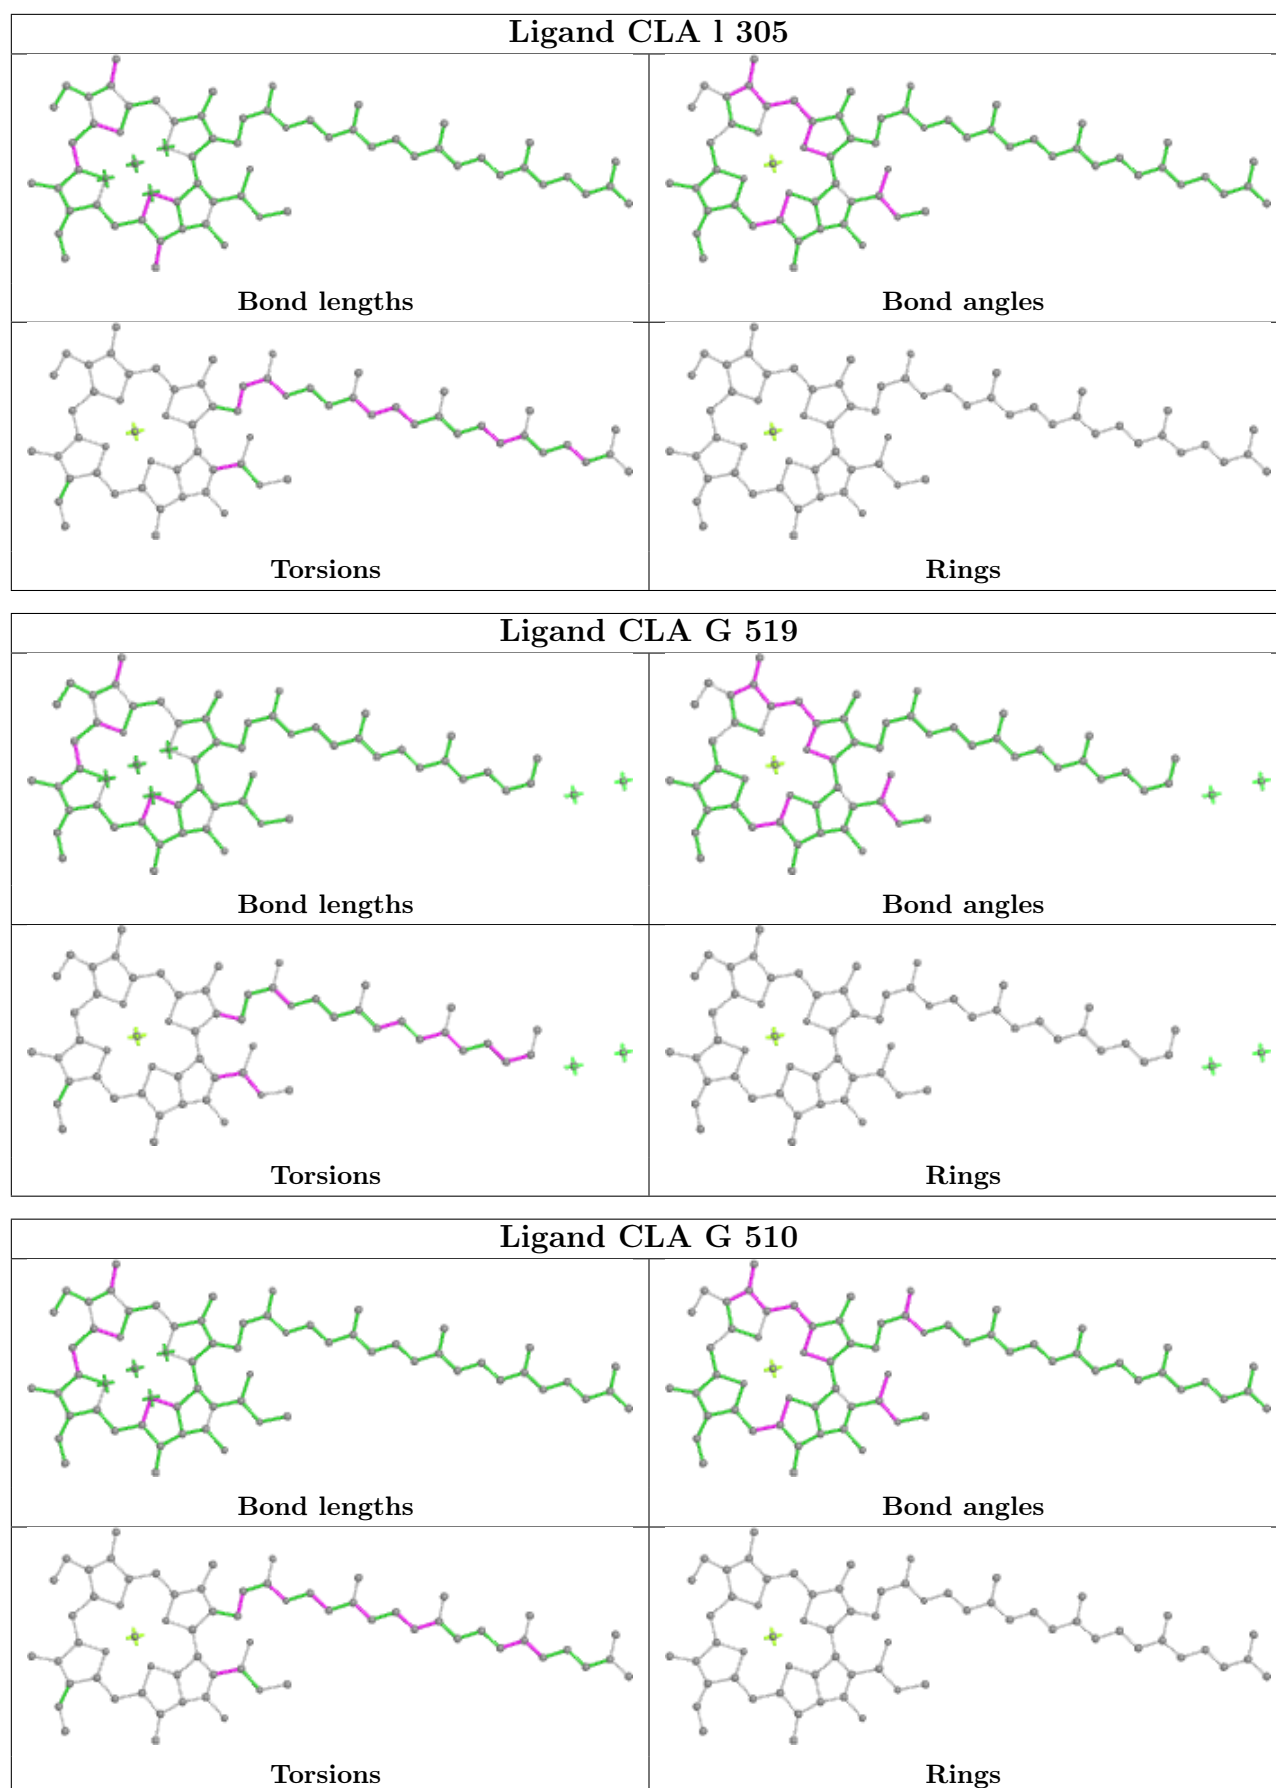 Ligand CLA l 305
Bond lengths
Bond angles
Torsions
Rings
Ligand CLA G 519
Bond lengths
Bond angles
Torsions
Rings
Ligand CLA G 510
Bond lengths
Bond angles
Torsions
Rings